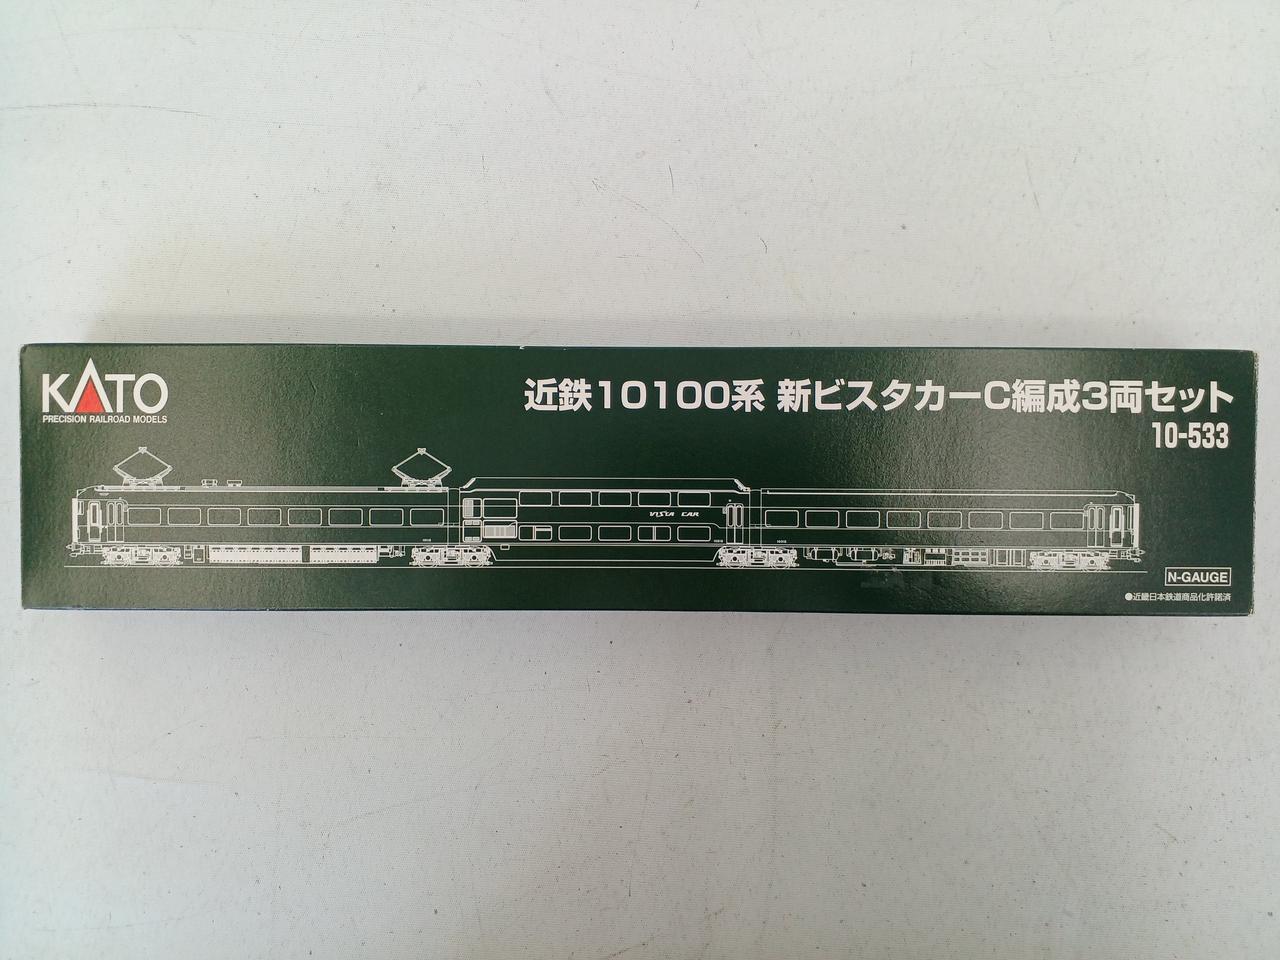 KATO
PRECISION RAILROAD MODELS
近鉄10100系 新ビスタカーC編成3両セット
10-533
VISTA CAR
N-GAUGE
●近畿日本鉄道商品化許諾済